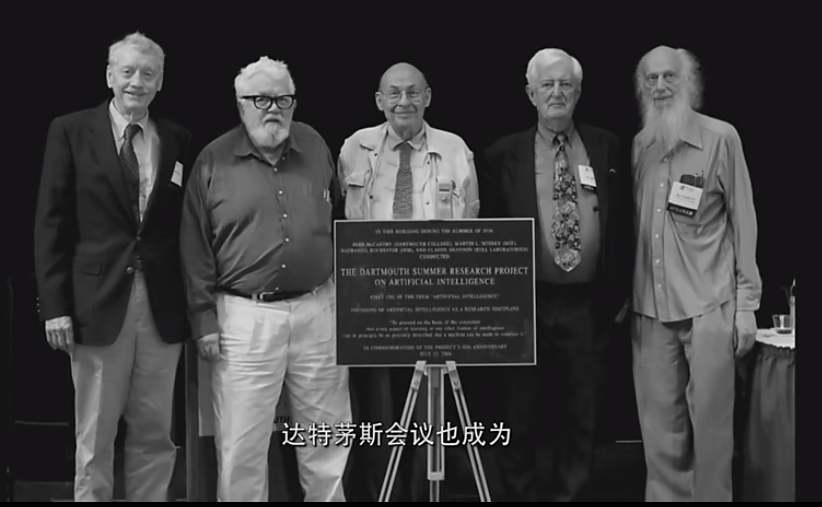 IN THIS BUILDING DURING THE SUMMER OF 1956
JOHN McCARTHY (DARTMOUTH COLLEGE), MARVIN L. MINSKY (MIT),
NATHANIEL ROCHESTER (IBM), AND CLAUDE SHANNON (BELL LABORATORIES)
CONDUCTED
THE DARTMOUTH SUMMER RESEARCH PROJECT
ON ARTIFICIAL INTELLIGENCE
FIRST USE OF THE TERM "ARTIFICIAL INTELLIGENCE"
FOUNDING OF ARTIFICIAL INTELLIGENCE AS A RESEARCH DISCIPLINE
"To proceed on the basis of the conjecture
that every aspect of learning or any other feature of intelligence
can in principle be so precisely described that a machine can be made to simulate it."
IN COMMEMORATION OF THE PROJECT'S 50th ANNIVERSARY
JULY 13, 2006
达特茅斯会议也成为